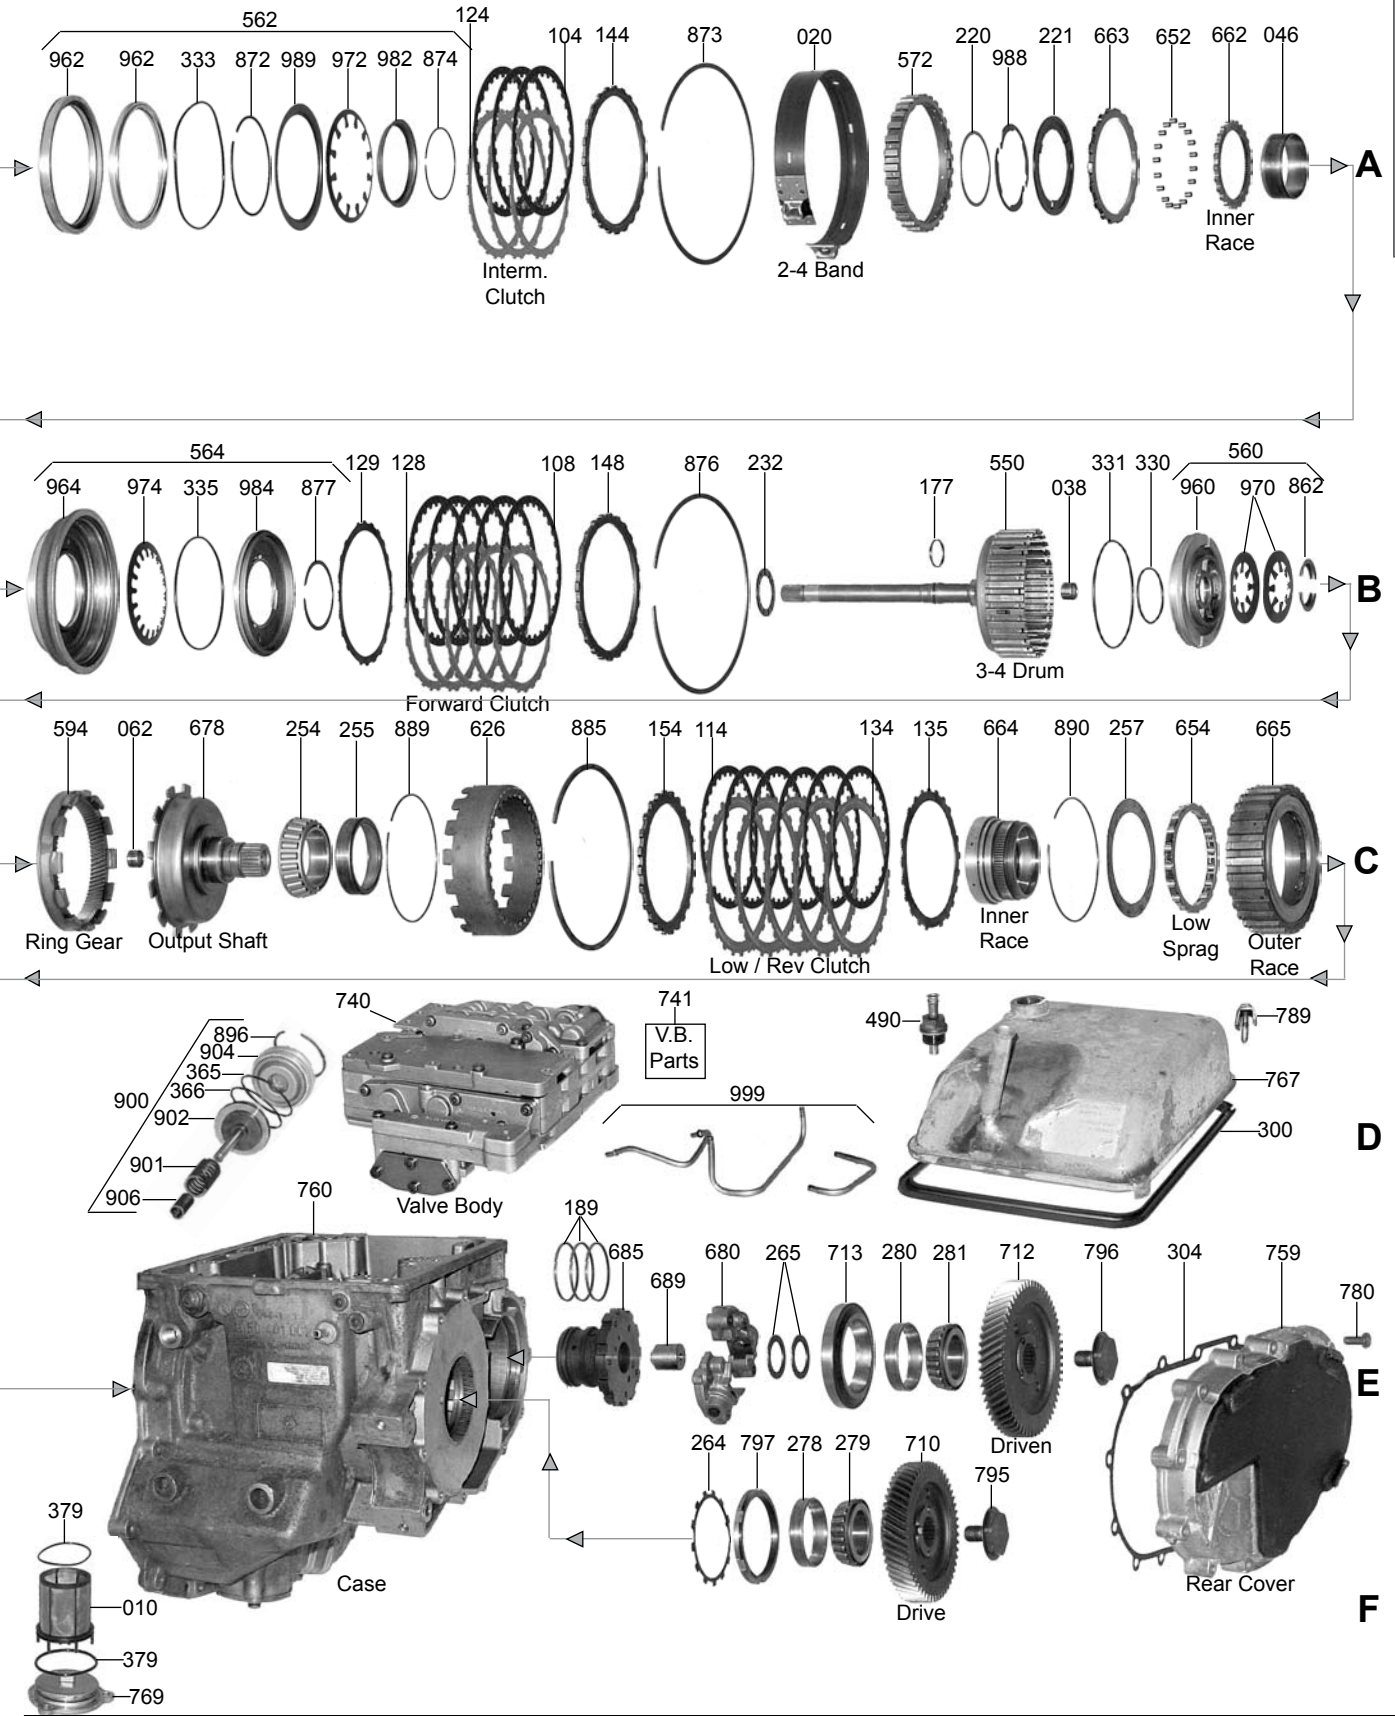 562
124
962 962 333 872 989 972 982 874
104 144 873 020 572 220 988 221 663 652 662 046
A
Interm.
Clutch
2-4 Band
Inner
Race
564
964 974 335 984 877 129 128
108 148 876 232 177 550 038 331 330
560
960 970 862
B
3-4 Drum
Forward Clutch
594 062 678 254 255 889 626 885 154 114 134 135 664 890 257 654 665
C
Ring Gear
Output Shaft
Low / Rev Clutch
Inner
Race
Low
Sprag
Outer
Race
896
904
365
366
900
902
901
906
740
Valve Body
741
V.B.
Parts
999
490
789
767
300
D
760
189
685
689
680 265 713 280 281 712 796 304 759
780
E
Driven
264 797 278 279 710
795
Drive
Rear Cover
Case
F
379
010
379
769